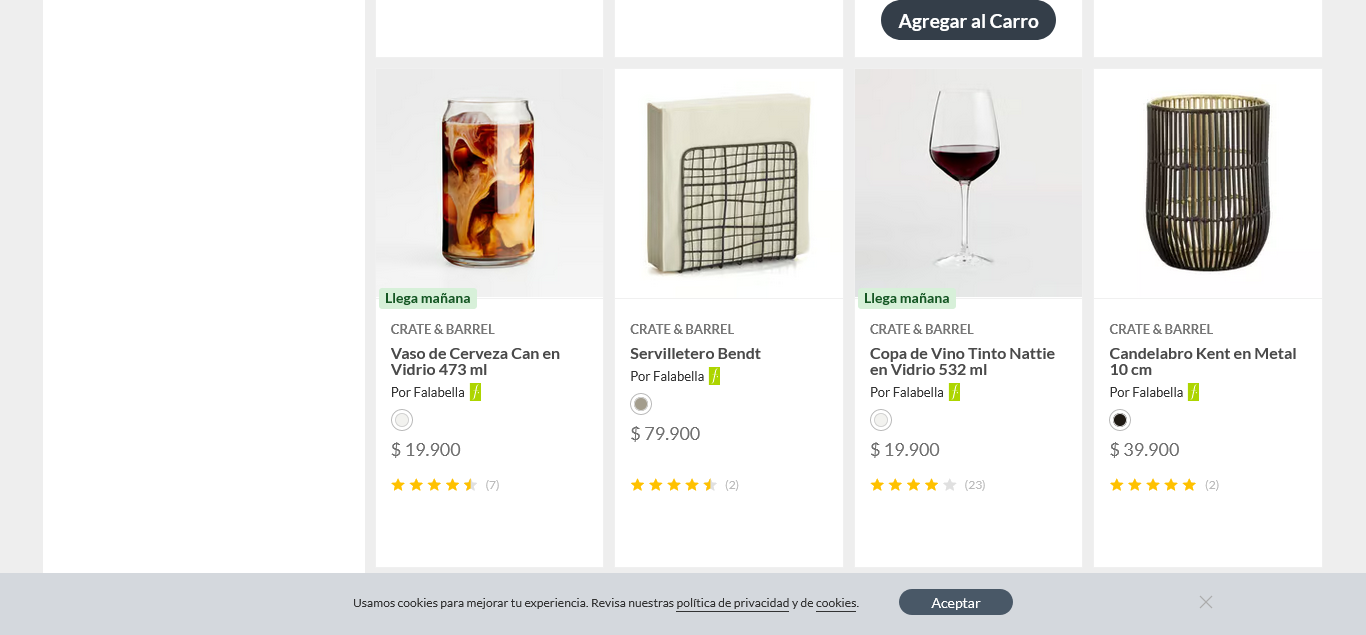 Agregar al Carro
Llega mañana
CRATE & BARREL
Vaso de Cerveza Can en
Vidrio 473 ml
Por Falabella
$ 19.900
(7)
CRATE & BARREL
Servilletero Bendt
Por Falabella
$ 79.900
(2)
Llega mañana
CRATE & BARREL
Copa de Vino Tinto Nattie
en Vidrio 532 ml
Por Falabella
$ 19.900
(23)
CRATE & BARREL
Candelabro Kent en Metal
10 cm
Por Falabella
$ 39.900
(2)
Usamos cookies para mejorar tu experiencia. Revisa nuestras política de privacidad y de cookies.
Aceptar